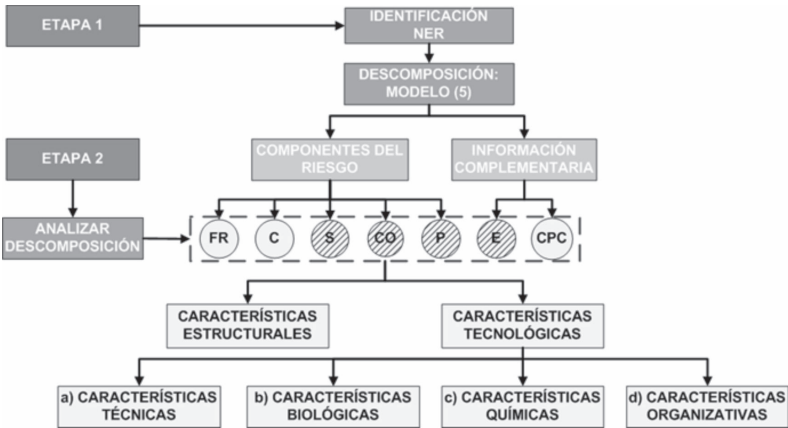 ETAPA 1
IDENTIFICACIÓN
NER
DESCOMPOSICIÓN:
MODELO (5)
ETAPA 2
COMPONENTES DEL
RIESGO
INFORMACIÓN
COMPLEMENTARIA
ANALIZAR
DESCOMPOSICIÓN
FR
C
S
CO
P
E
CPC
CARACTERÍSTICAS
ESTRUCTURALES
CARACTERÍSTICAS
TECNOLÓGICAS
a) CARACTERÍSTICAS
TÉCNICAS
b) CARACTERÍSTICAS
BIOLÓGICAS
c) CARACTERÍSTICAS
QUÍMICAS
d) CARACTERÍSTICAS
ORGANIZATIVAS